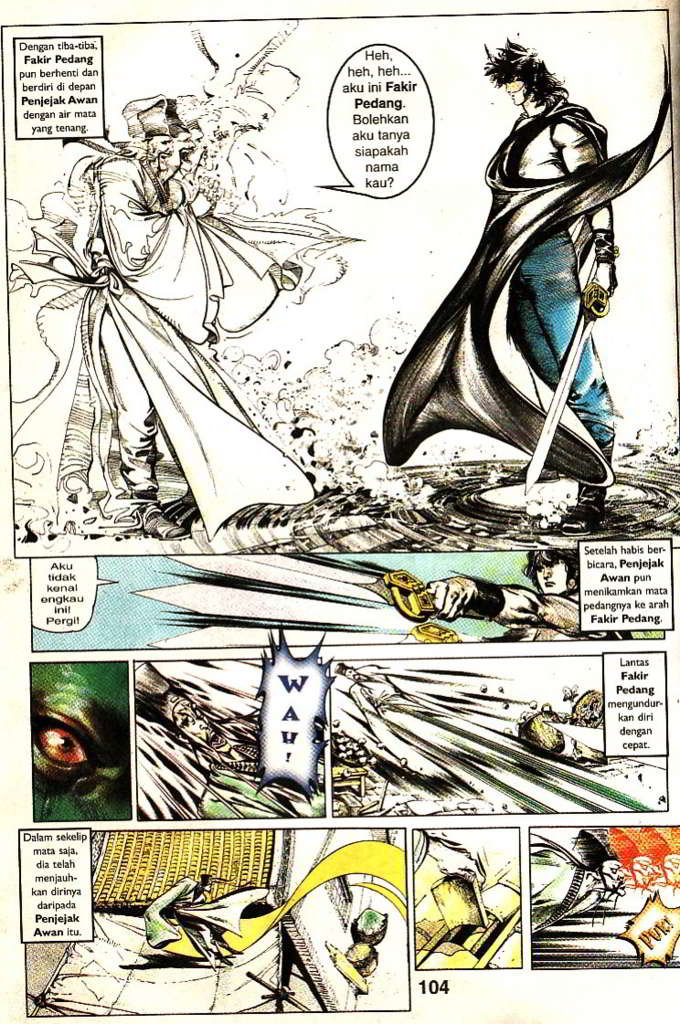 Dengan tiba-tiba,
Fakir Pedang
pun berhenti dan
berdiri di depan
Penjejak Awan
dengan air mata
yang tenang.
Heh,
heh, heh...
aku ini Fakir
Pedang.
Bolehkan
aku tanya
siapakah
nama
kau?
Aku
tidak
kenal
engkau
ini!
Pergi!
Setelah habis ber-
bicara, Penjejak
Awan pun
menikamkan mata
pedangnya ke arah
Fakir Pedang.
WAH!
Lantas
Fakir
Pedang
mengundur-
kan diri
dengan
cepat.
Dalam sekelip
mata saja,
dia telah
menjauh-
kan dirinya
daripada
Penjejak
Awan itu.
POK!
104